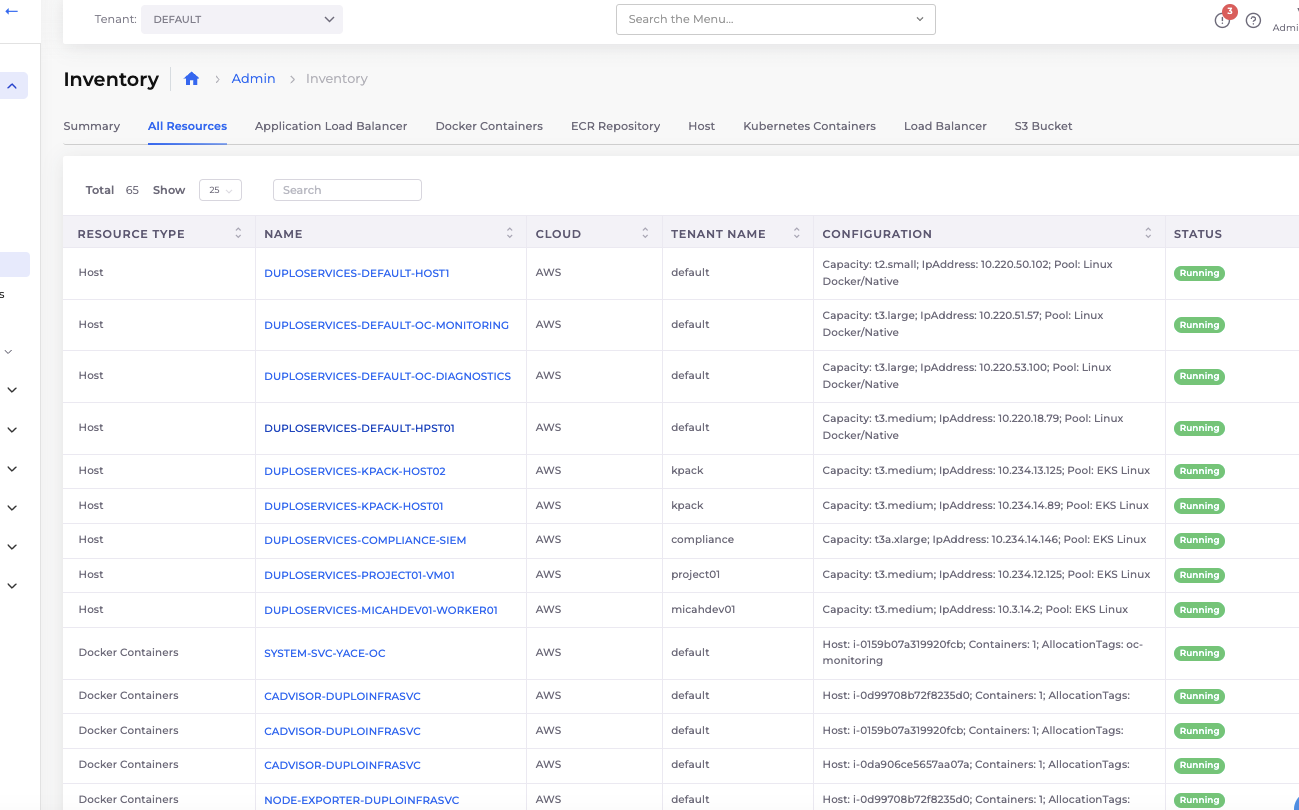 Tenant: DEFAULT Search the Menu... 3
Admi
Inventory Admin Inventory
Summary All Resources Application Load Balancer Docker Containers ECR Repository Host Kubernetes Containers Load Balancer S3 Bucket
Total 65 Show 25 Search
RESOURCE TYPE NAME CLOUD TENANT NAME CONFIGURATION STATUS
Host DUPLOSERVICES-DEFAULT-HOST1 AWS default Capacity: t2.small; IpAddress: 10.220.50.102; Pool: Linux Running
Docker/Native
s
Host DUPLOSERVICES-DEFAULT-OC-MONITORING AWS default Capacity: t3.large; IpAddress: 10.220.51.57; Pool: Linux Running
Docker/Native
Host DUPLOSERVICES-DEFAULT-OC-DIAGNOSTICS AWS default Capacity: t3.large; IpAddress: 10.220.53.100; Pool: Linux Running
Docker/Native
Host DUPLOSERVICES-DEFAULT-HPST01 AWS default Capacity: t3.medium; IpAddress: 10.220.18.79; Pool: Linux Running
Docker/Native
Host DUPLOSERVICES-KPACK-HOST02 AWS kpack Capacity: t3.medium; IpAddress: 10.234.13.125; Pool: EKS Linux Running
Host DUPLOSERVICES-KPACK-HOST01 AWS kpack Capacity: t3.medium; IpAddress: 10.234.14.89; Pool: EKS Linux Running
Host DUPLOSERVICES-COMPLIANCE-SIEM AWS compliance Capacity: t3a.xlarge; IpAddress: 10.234.14.146; Pool: EKS Linux Running
Host DUPLOSERVICES-PROJECT01-VM01 AWS project01 Capacity: t3.medium; IpAddress: 10.234.12.125; Pool: EKS Linux Running
Host DUPLOSERVICES-MICAHDEV01-WORKER01 AWS micahdev01 Capacity: t3.medium; IpAddress: 10.3.14.2; Pool: EKS Linux Running
Docker Containers SYSTEM-SVC-YACE-OC AWS default Host: i-0159b07a319920fcb; Containers: 1; AllocationTags: oc- Running
monitoring
Docker Containers CADVISOR-DUPLOINFRASVC AWS default Host: i-0d99708b72f8235d0; Containers: 1; AllocationTags: Running
Docker Containers CADVISOR-DUPLOINFRASVC AWS default Host: i-0159b07a319920fcb; Containers: 1; AllocationTags: Running
Docker Containers CADVISOR-DUPLOINFRASVC AWS default Host: i-0da906ce5657aa07a; Containers: 1; AllocationTags: Running
Docker Containers NODE-EXPORTER-DUPLOINFRASVC AWS default Host: i-0d99708b72f8235d0; Containers: 1; AllocationTags: Running